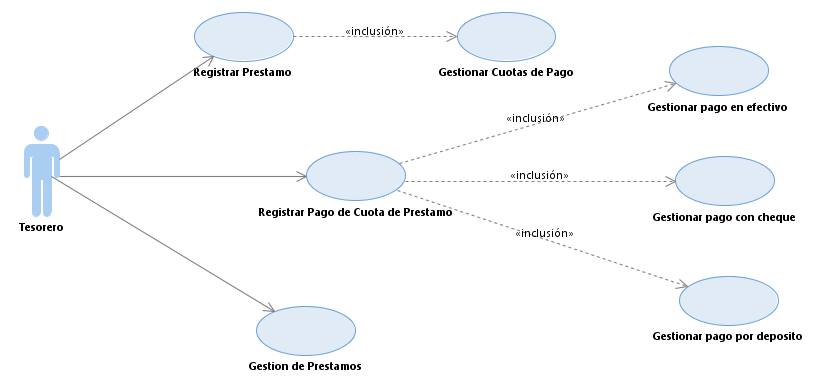 «inclusión»
Registrar Prestamo
Gestionar Cuotas de Pago
Gestionar pago en efectivo
«inclusión»
«inclusión»
Registrar Pago de Cuota de Prestamo
Gestionar pago con cheque
Tesorero
«inclusión»
Gestionar pago por deposito
Gestion de Prestamos